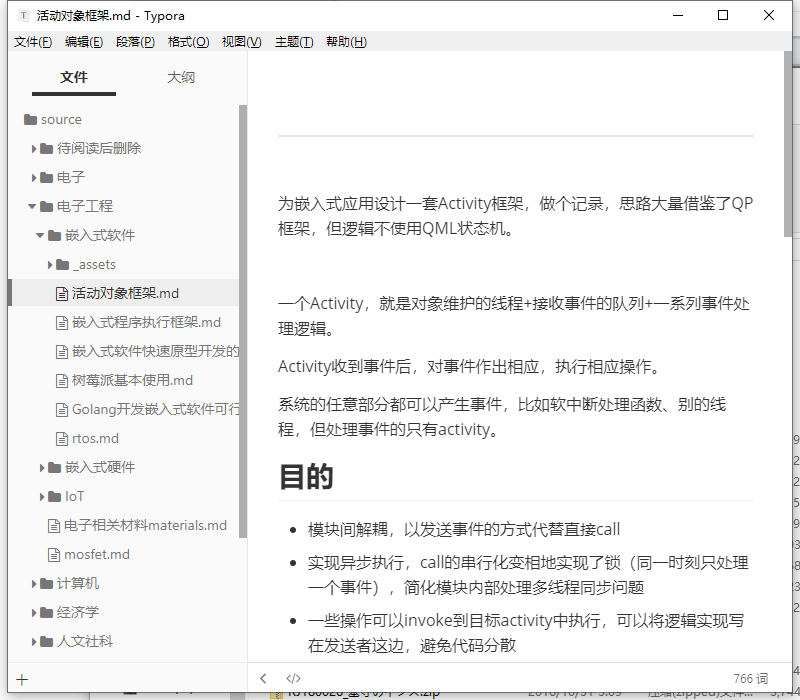 活动对象框架.md - Typora
文件(F) 编辑(E) 段落(P) 格式(O) 视图(V) 主题(T) 帮助(H)
文件 大纲
source
待阅读后删除
电子
电子工程
嵌入式软件
_assets
活动对象框架.md
嵌入式程序执行框架.md
嵌入式软件快速原型开发的
树莓派基本使用.md
Golang开发嵌入式软件可行
rtos.md
嵌入式硬件
IoT
电子相关材料materials.md
mosfet.md
计算机
经济学
人文社科
为嵌入式应用设计一套Activity框架，做个记录，思路大量借鉴了QP
框架，但逻辑不使用QML状态机。
一个Activity，就是对象维护的线程+接收事件的队列+一系列事件处
理逻辑。
Activity收到事件后，对事件作出相应，执行相应操作。
系统的任意部分都可以产生事件，比如软中断处理函数、别的线
程，但处理事件的只有activity。
目的
模块间解耦，以发送事件的方式代替直接call
实现异步执行，call的串行化变相地实现了锁（同一时刻只处理
一个事件），简化模块内部处理多线程同步问题
一些操作可以invoke到目标activity中执行，可以将逻辑实现写
在发送者这边，避免代码分散
766 词